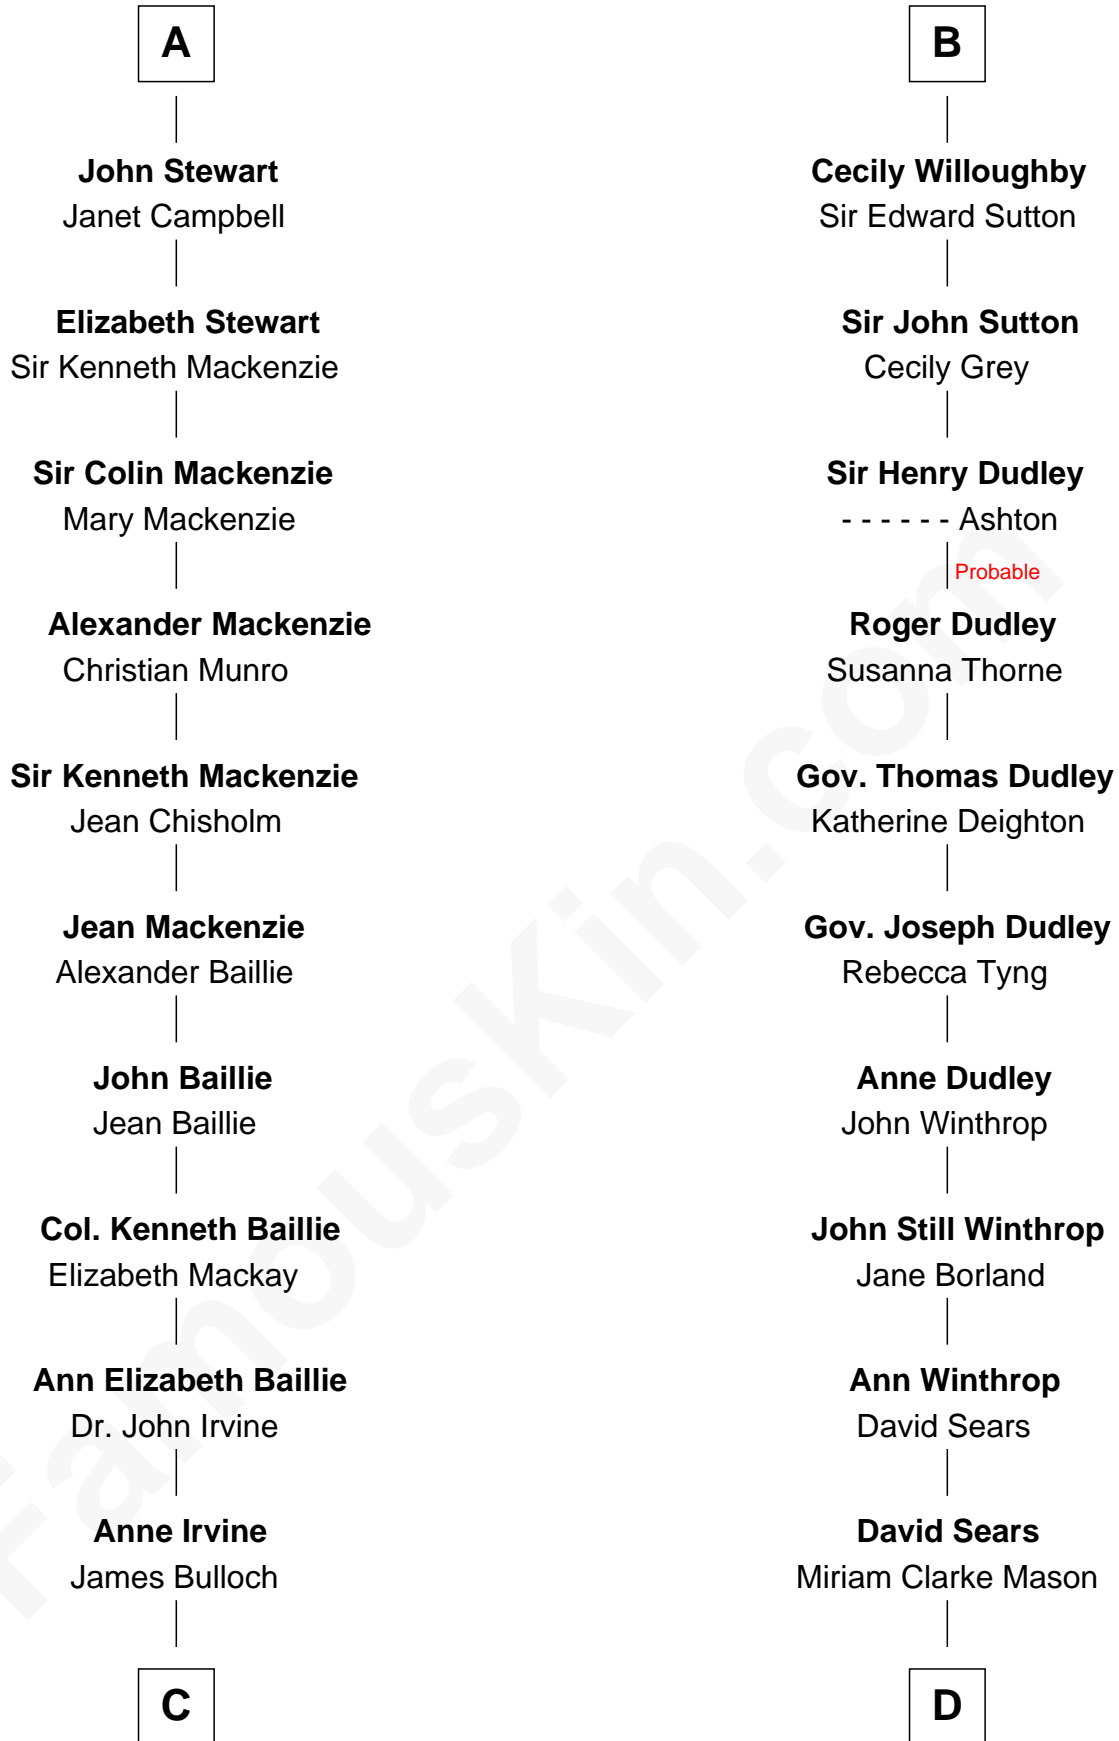 A
John Stewart
Janet Campbell
Elizabeth Stewart
Sir Kenneth Mackenzie
Sir Colin Mackenzie
Mary Mackenzie
Alexander Mackenzie
Christian Munro
Sir Kenneth Mackenzie
Jean Chisholm
Jean Mackenzie
Alexander Baillie
John Baillie
Jean Baillie
Col. Kenneth Baillie
Elizabeth Mackay
Ann Elizabeth Baillie
Dr. John Irvine
Anne Irvine
James Bulloch
C
B
Cecily Willoughby
Sir Edward Sutton
Sir John Sutton
Cecily Grey
Sir Henry Dudley
- - - - - - Ashton
Probable
Roger Dudley
Susanna Thorne
Gov. Thomas Dudley
Katherine Deighton
Gov. Joseph Dudley
Rebecca Tyng
Anne Dudley
John Winthrop
John Still Winthrop
Jane Borland
Ann Winthrop
David Sears
David Sears
Miriam Clarke Mason
D
FamousKin.com